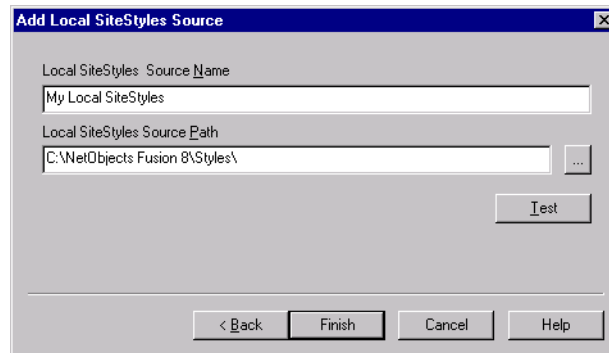 Add Local SiteStyles Source
Local SiteStyles Source Name
My Local SiteStyles
Local SiteStyles Source Path
C:\NetObjects Fusion 8\Styles\
...
Test
< Back
Finish
Cancel
Help